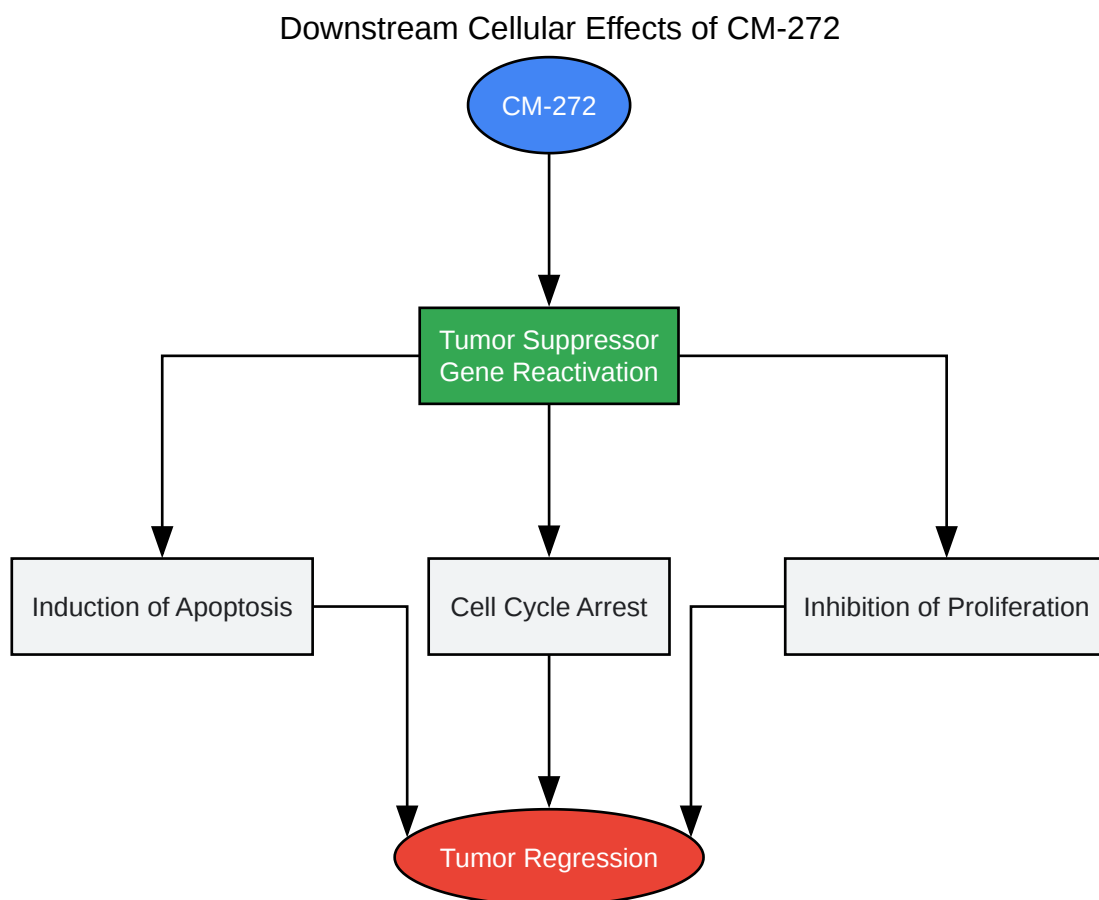 Downstream Cellular Effects of CM-272
CM-272
Tumor Suppressor
Gene Reactivation
Induction of Apoptosis
Cell Cycle Arrest
Inhibition of Proliferation
Tumor Regression